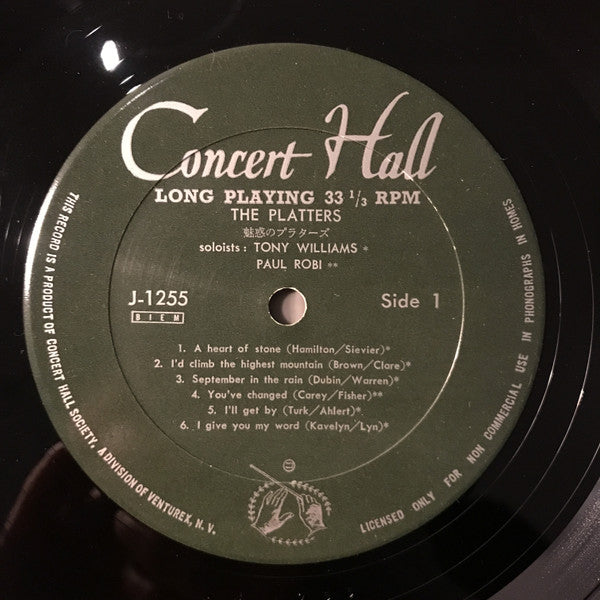 Concert Hall
LONG PLAYING 33 1/3 RPM
THE PLATTERS
魅惑のプラターズ
soloists : TONY WILLIAMS *
PAUL ROBI **
J-1255
BIEM
Side 1
1. A heart of stone (Hamilton/Sievier)*
2. I'd climb the highest mountain (Brown/Clare)*
3. September in the rain (Dubin/Warren)*
4. You've changed (Carey/Fisher)**
5. I'll get by (Turk/Ahlert)*
6. I give you my word (Kavelyn/Lyn)*
THIS RECORD IS A PRODUCT OF CONCERT HALL SOCIETY, A DIVISION OF VENTUREX, N. V.
LICENSED ONLY FOR NON COMMERCIAL USE IN PHONOGRAPHS IN HOMES